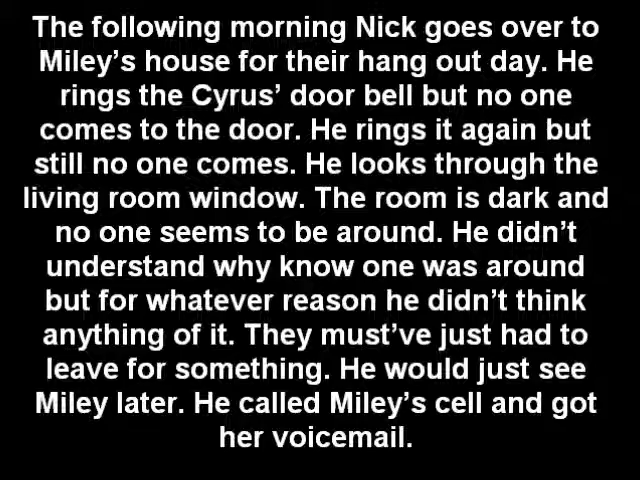 The following morning Nick goes over to
Miley’s house for their hang out day. He
rings the Cyrus’ door bell but no one
comes to the door. He rings it again but
still no one comes. He looks through the
living room window. The room is dark and
no one seems to be around. He didn’t
understand why know one was around
but for whatever reason he didn’t think
anything of it. They must’ve just had to
leave for something. He would just see
Miley later. He called Miley’s cell and got
her voicemail.